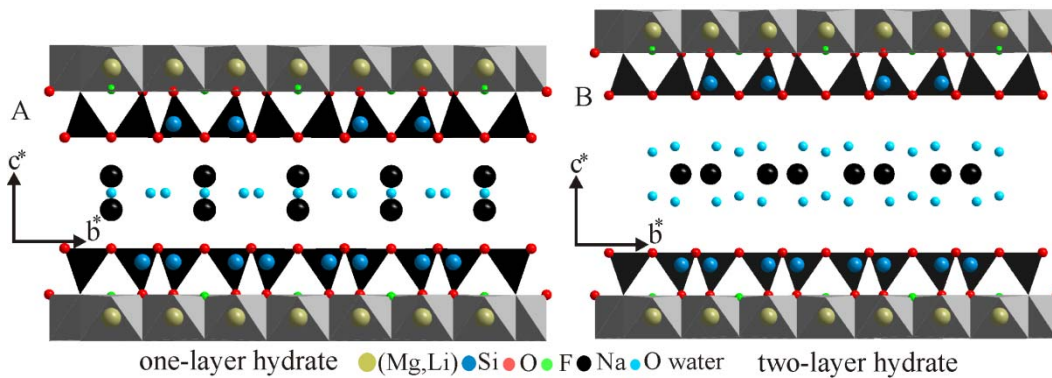 A
c*
b*
B
c*
b*
one-layer hydrate (Mg,Li) Si O F Na O water two-layer hydrate